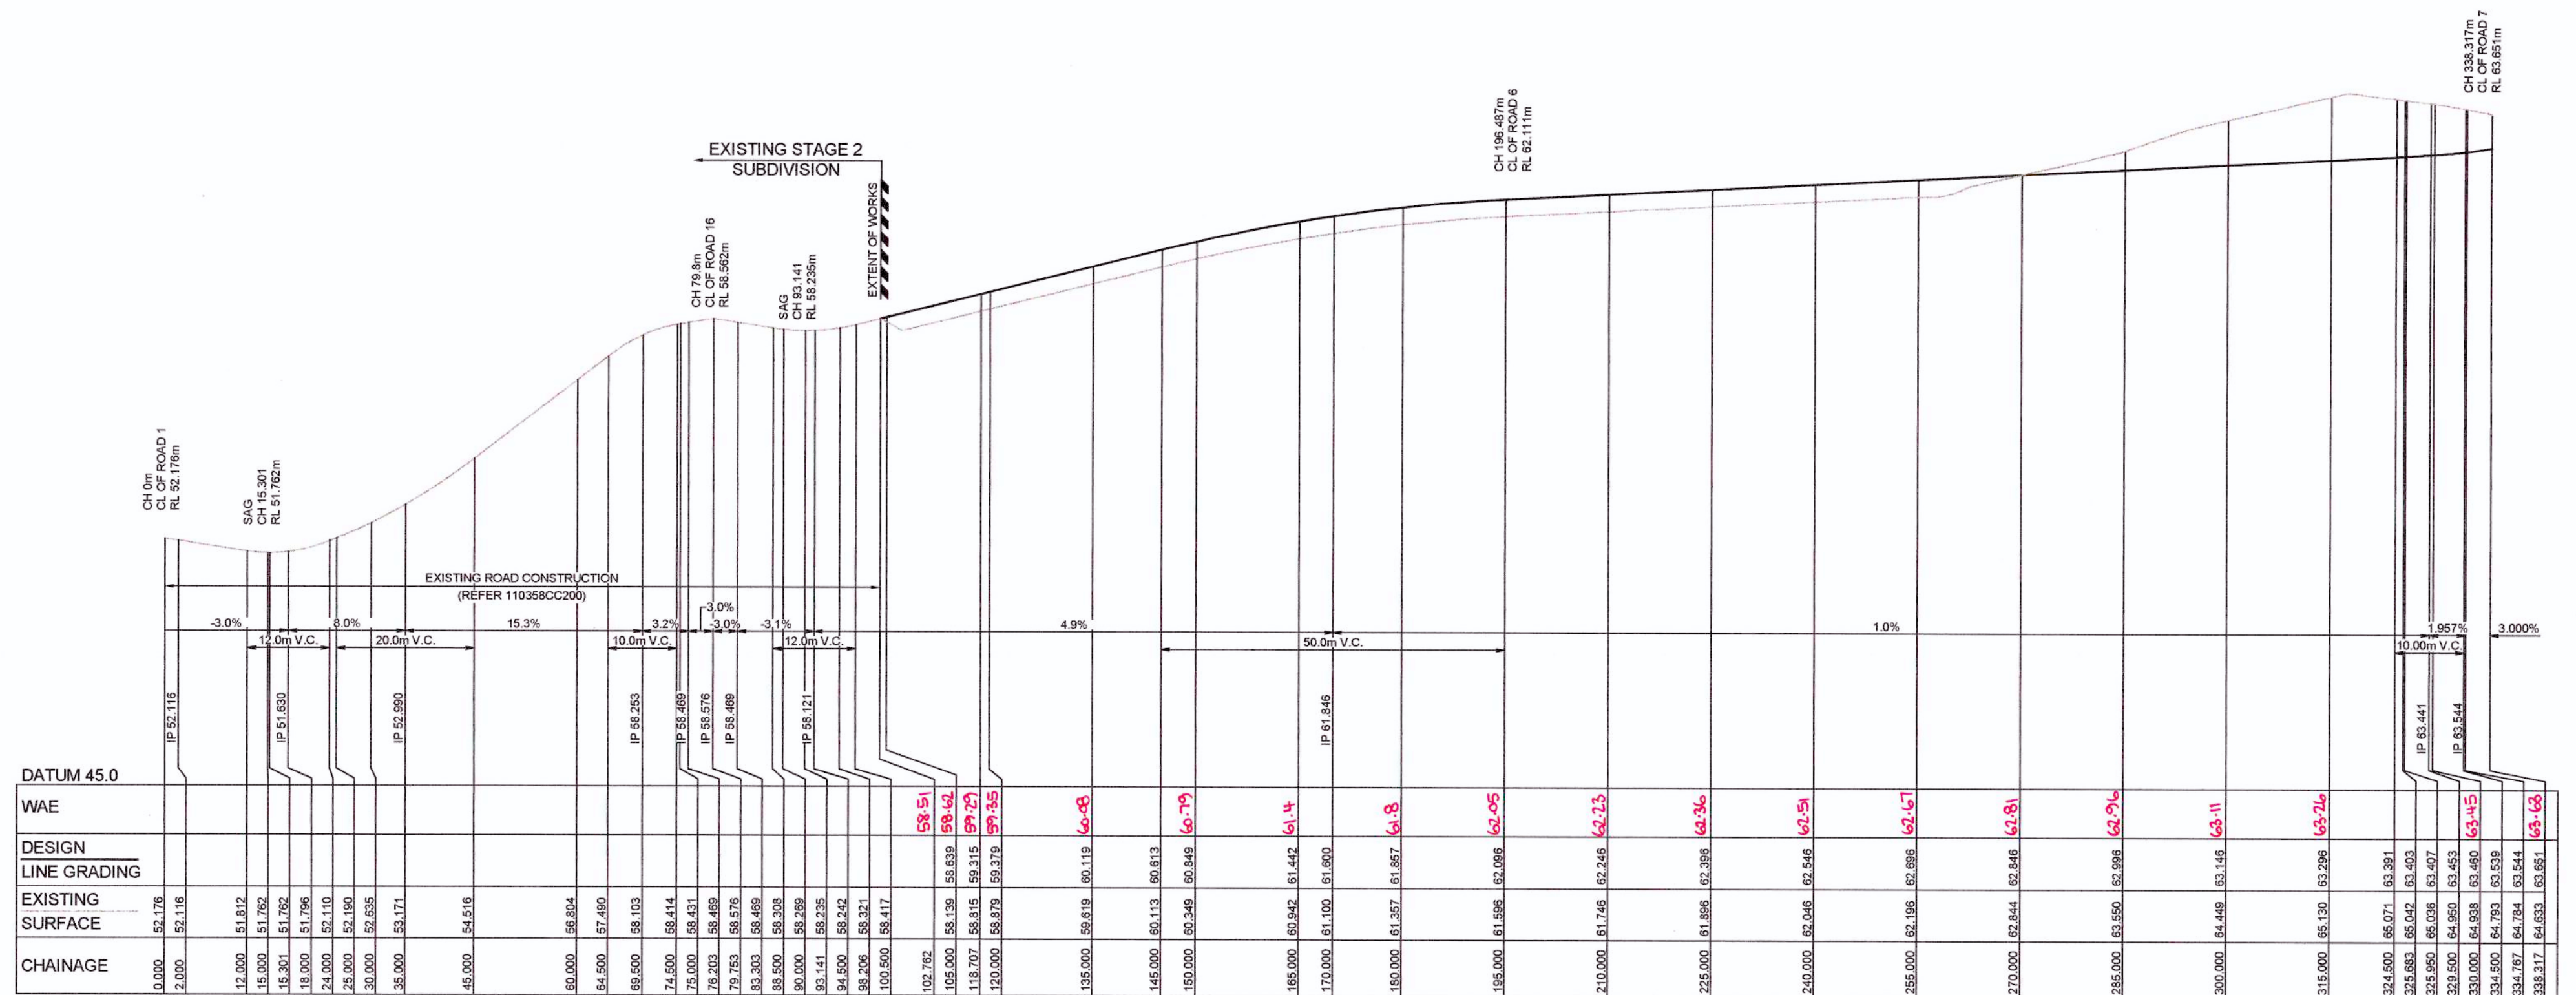 CH 338.317m
CL OF ROAD 7
RL 63.651m
CH 196.487m
CL OF ROAD 6
RL 62.111m
EXISTING STAGE 2
SUBDIVISION
EXTENT OF WORKS
CH 79.8m
CL OF ROAD 16
RL 58.562m
SAG
CH 93.141
RL 58.235m
CH 0m
CL OF ROAD 1
RL 52.176m
SAG
CH 15.301
RL 51.762m
EXISTING ROAD CONSTRUCTION
(REFER 110358CC200)
-3.0% 8.0% 15.3% 3.2% 3.0% -3.0% -3.1% 4.9% 1.0% 1.957% 3.000%
12.0m V.C. 20.0m V.C. 10.0m V.C. 12.0m V.C. 50.0m V.C. 10.00m V.C.
IP 52.116 IP 51.630 IP 52.990 IP 58.253 IP 58.469 IP 58.576 IP 58.469 IP 58.121 IP 61.846 IP 63.441 IP 63.544
DATUM 45.0
WAE 58.51 58.62 59.29 59.35 60.08 60.79 61.4 61.8 62.05 62.23 62.36 62.51 62.67 62.81 62.96 63.11 63.26 63.45 63.68
DESIGN
LINE GRADING 58.639 59.315 59.379 60.119 60.613 60.849 61.442 61.600 61.857 62.096 62.246 62.396 62.546 62.696 62.846 62.996 63.146 63.296 63.391 63.403 63.407 63.453 63.460 63.539 63.544 63.651
EXISTING
SURFACE 52.176 52.116 51.812 51.762 51.762 51.796 52.110 52.190 52.635 53.171 54.516 56.804 57.490 58.103 58.414 58.431 58.469 58.576 58.469 58.308 58.269 58.235 58.242 58.321 58.417 58.139 58.815 58.879 59.619 60.113 60.349 60.942 61.100 61.357 61.596 61.746 61.896 62.046 62.196 62.844 63.550 64.449 65.130 65.071 65.042 65.036 64.950 64.938 64.793 64.784 64.633
CHAINAGE 0.000 2.000 12.000 15.000 15.301 18.000 24.000 25.000 30.000 35.000 45.000 60.000 64.500 69.500 74.500 75.000 76.203 79.753 83.303 88.500 90.000 93.141 94.500 98.206 100.500 102.762 105.000 118.707 120.000 135.000 145.000 150.000 165.000 170.000 180.000 195.000 210.000 225.000 240.000 255.000 270.000 285.000 300.000 315.000 324.500 325.683 325.950 329.500 330.000 334.500 334.767 338.317